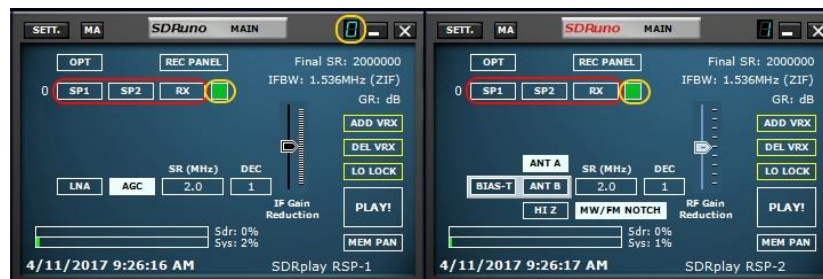 SETT. MA SDRuno MAIN 0
OPT REC PANEL Final SR: 2000000
IFBW: 1.536MHz (ZIF)
0 SP1 SP2 RX GR: dB
ADD VRX
DEL VRX
SR (MHz) DEC LO LOCK
LNA AGC 2.0 1
IF Gain
Reduction PLAY!
Sdr: 0%
Sys: 2% MEM PAN
4/11/2017 9:26:16 AM SDRplay RSP-1
SETT. MA SDRuno MAIN 1
OPT REC PANEL Final SR: 2000000
IFBW: 1.536MHz (ZIF)
0 SP1 SP2 RX GR: dB
ADD VRX
DEL VRX
ANT A SR (MHz) DEC LO LOCK
BIAS-T ANT B 2.0 1
HI Z MW/FM NOTCH RF Gain
Reduction PLAY!
Sdr: 0%
Sys: 1% MEM PAN
4/11/2017 9:26:17 AM SDRplay RSP-2